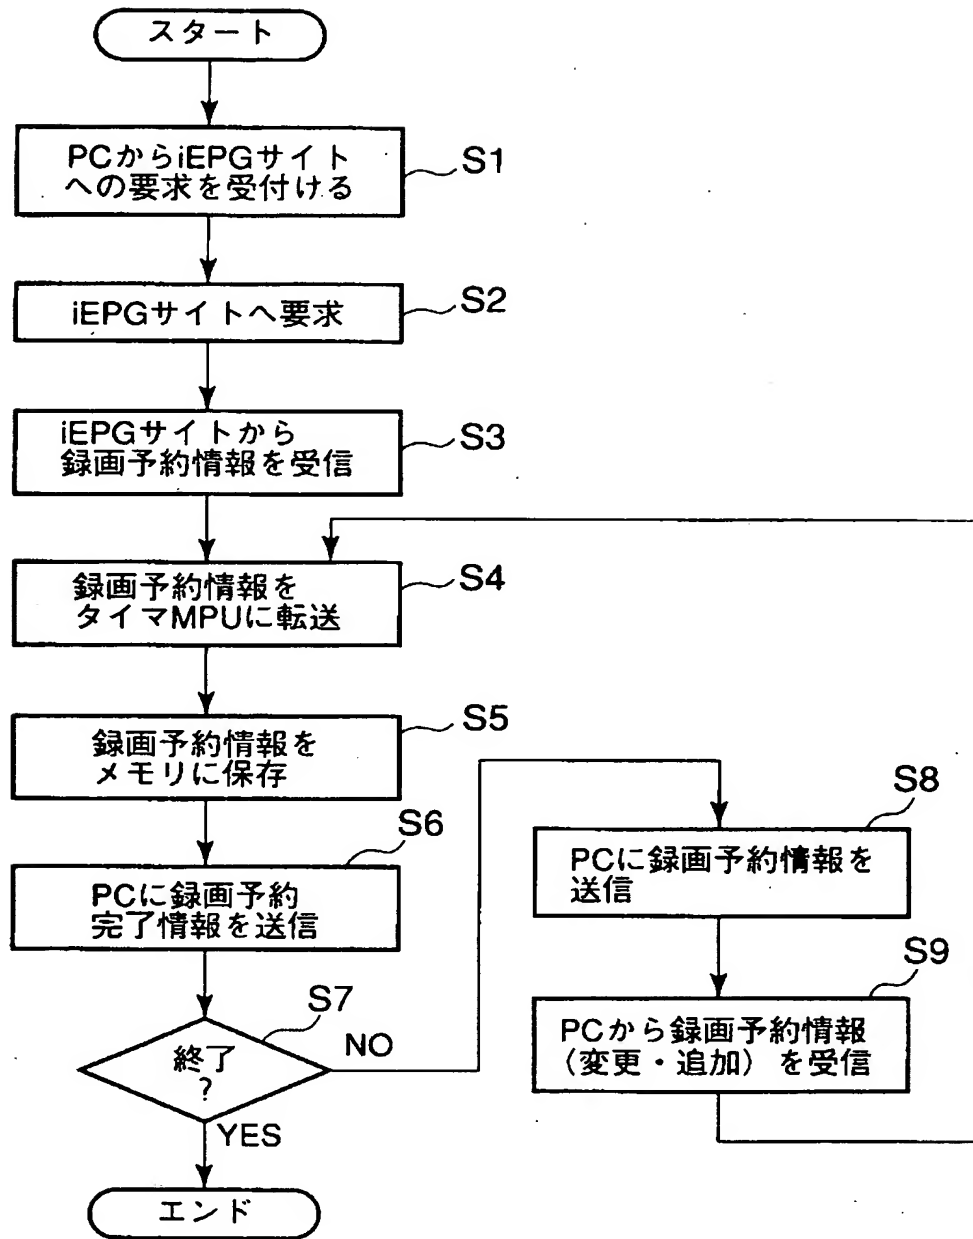 スタート
PCからiEPGサイト
への要求を受付ける
S1
iEPGサイトへ要求
S2
iEPGサイトから
録画予約情報を受信
S3
録画予約情報を
タイマMPUに転送
S4
録画予約情報を
メモリに保存
S5
PCに録画予約
完了情報を送信
S6
終了
?
S7
NO
YES
エンド
PCに録画予約情報を
送信
S8
PCから録画予約情報
(変更・追加)を受信
S9